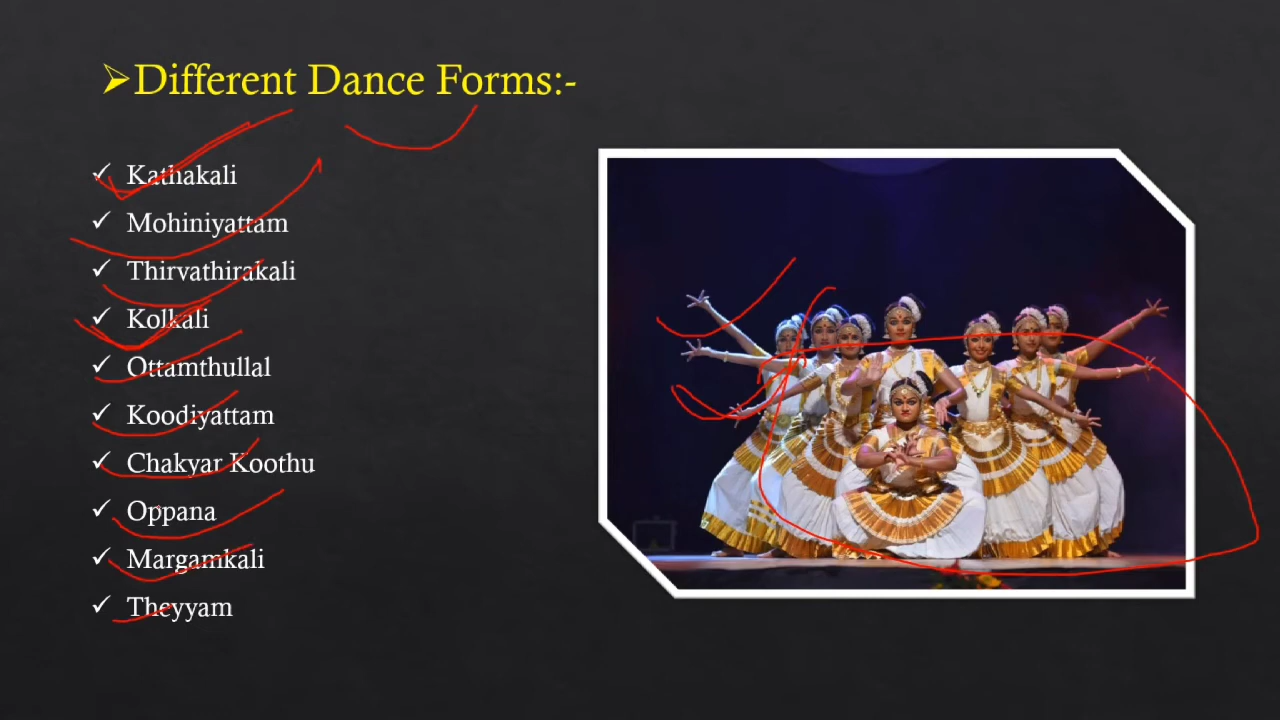 ➢Different Dance Forms:-
✓ Kathakali
✓ Mohiniyattam
✓ Thirvathirakali
✓ Kolkali
✓ Ottamthullal
✓ Koodiyattam
✓ Chakyar Koothu
✓ Oppana
✓ Margamkali
✓ Theyyam